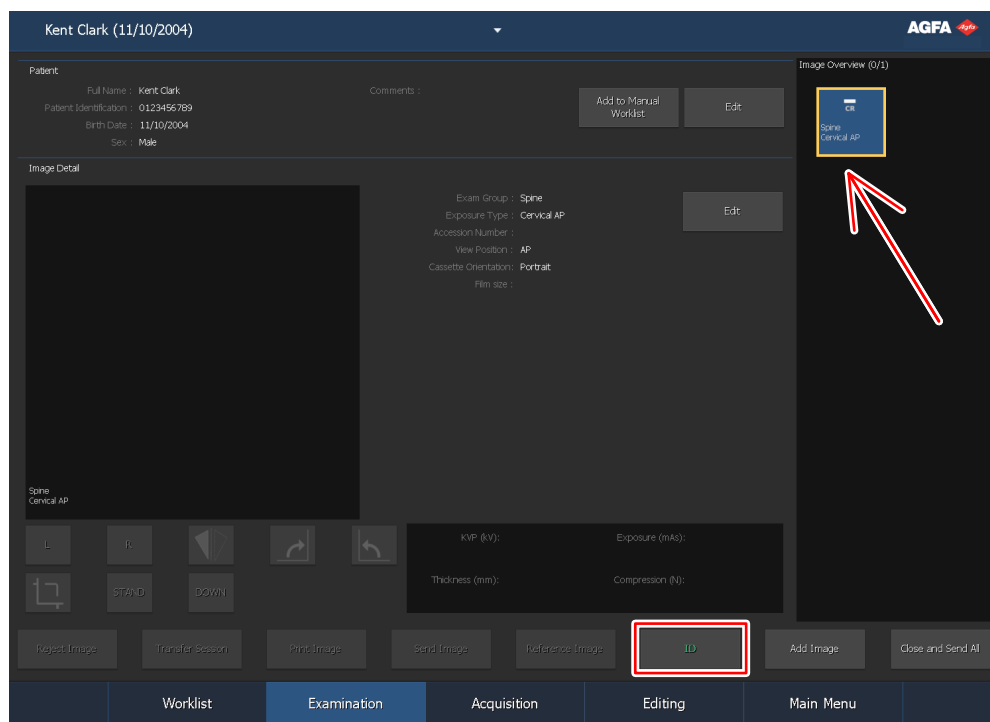 Kent Clark (11/10/2004)
AGFA
Patient
Full Name : Kent Clark
Patient Identification : 0123456789
Birth Date : 11/10/2004
Sex : Male
Comments :
Add to Manual
Worklist
Edit
Image Overview (0/1)
CR
Spine
Cervical AP
Image Detail
Spine
Cervical AP
Exam Group : Spine
Exposure Type : Cervical AP
Accession Number :
View Position : AP
Cassette Orientation: Portrait
Film size :
Edit
L
R
STAND
DOWN
KVP (kV):
Exposure (mAs):
Thickness (mm):
Compression (N):
Reject Image
Transfer Session
Print Image
Send Image
Reference Image
ID
Add Image
Close and Send All
Worklist
Examination
Acquisition
Editing
Main Menu